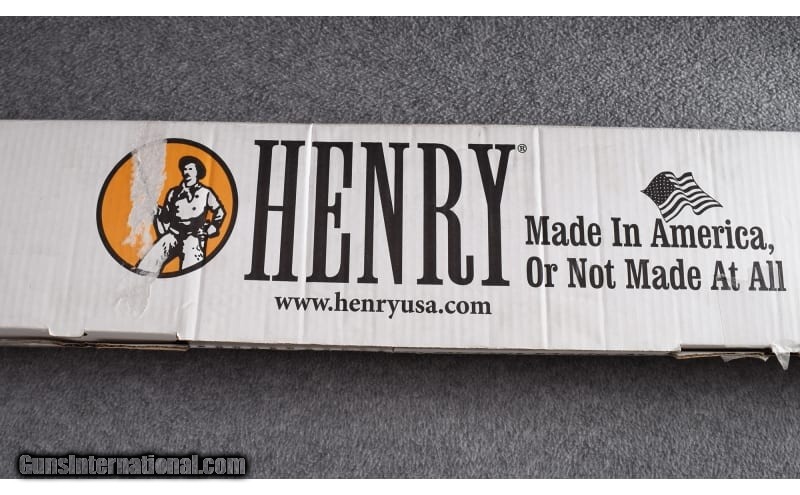 HENRY®
Made In America,
Or Not Made At All
www.henryusa.com
GunsInternational.com